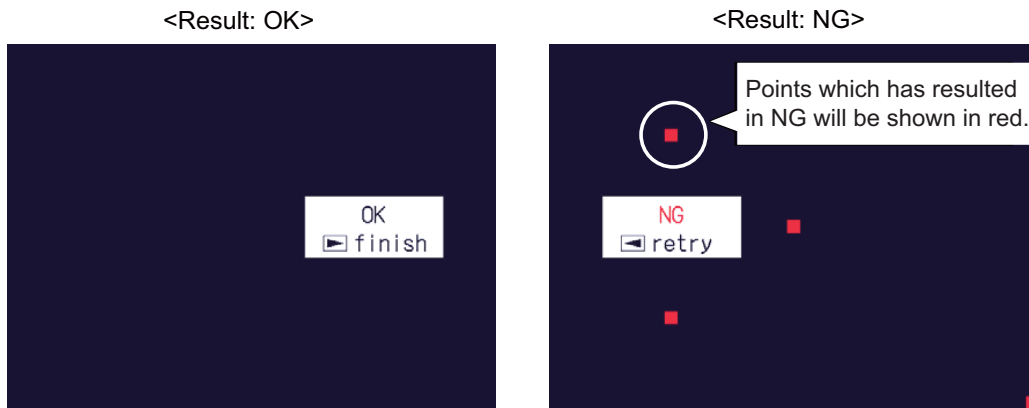 <Result: OK>
<Result: NG>
Points which has resulted
in NG will be shown in red.
OK
finish
NG
retry